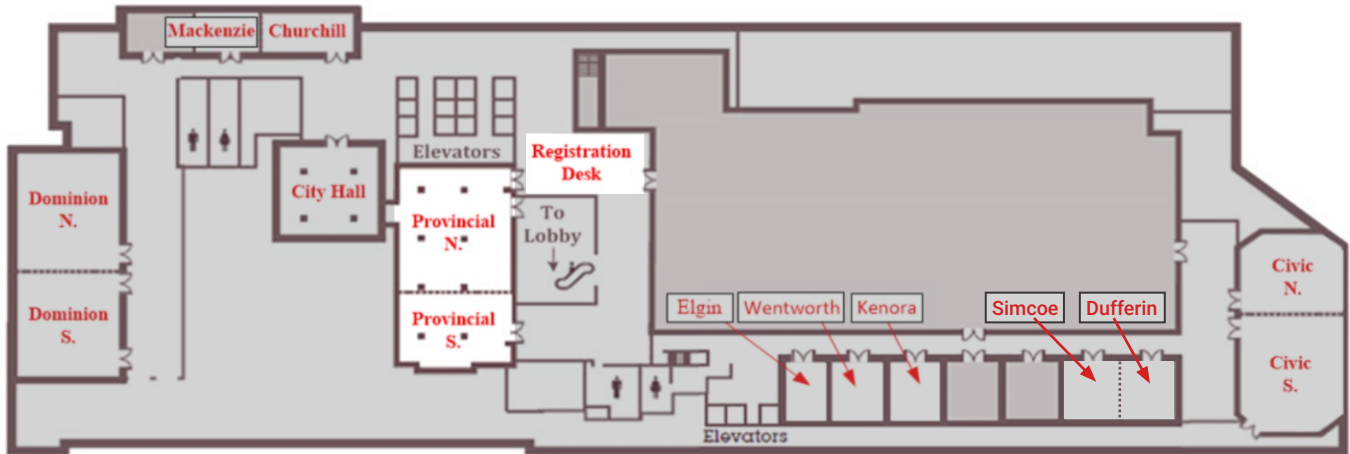 Mackenzie
Churchill
Elevators
Registration
Desk
Dominion
N.
City Hall
Provincial
N.
To
Lobby
Civic
N.
Dominion
S.
Provincial
S.
Elgin
Wentworth
Kenora
Simcoe
Dufferin
Civic
S.
Elevators